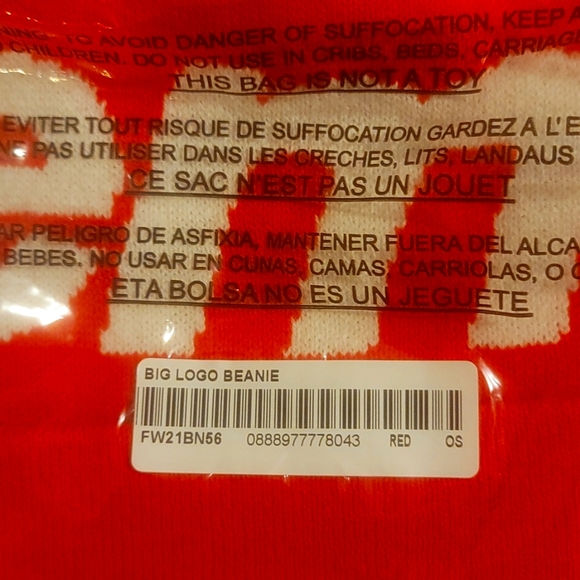 TO AVOID DANGER OF SUFFOCATION, KEEP A
CHILDREN. DO NOT USE IN CRIBS, BEDS, CARRIAGE
THIS BAG IS NOT A TOY
EVITER TOUT RISQUE DE SUFFOCATION GARDEZ A L'E
NE PAS UTILISER DANS LES CRECHES, LITS, LANDAUS
CE SAC N'EST PAS UN JOUET
AR PELIGRO DE ASFIXIA, MANTENER FUERA DEL ALCA
BEBES. NO USAR EN CUNAS, CAMAS, CARRIOLAS, O
ETA BOLSA NO ES UN JEGUETE
BIG LOGO BEANIE
FW21BN56 0888977778043 RED OS